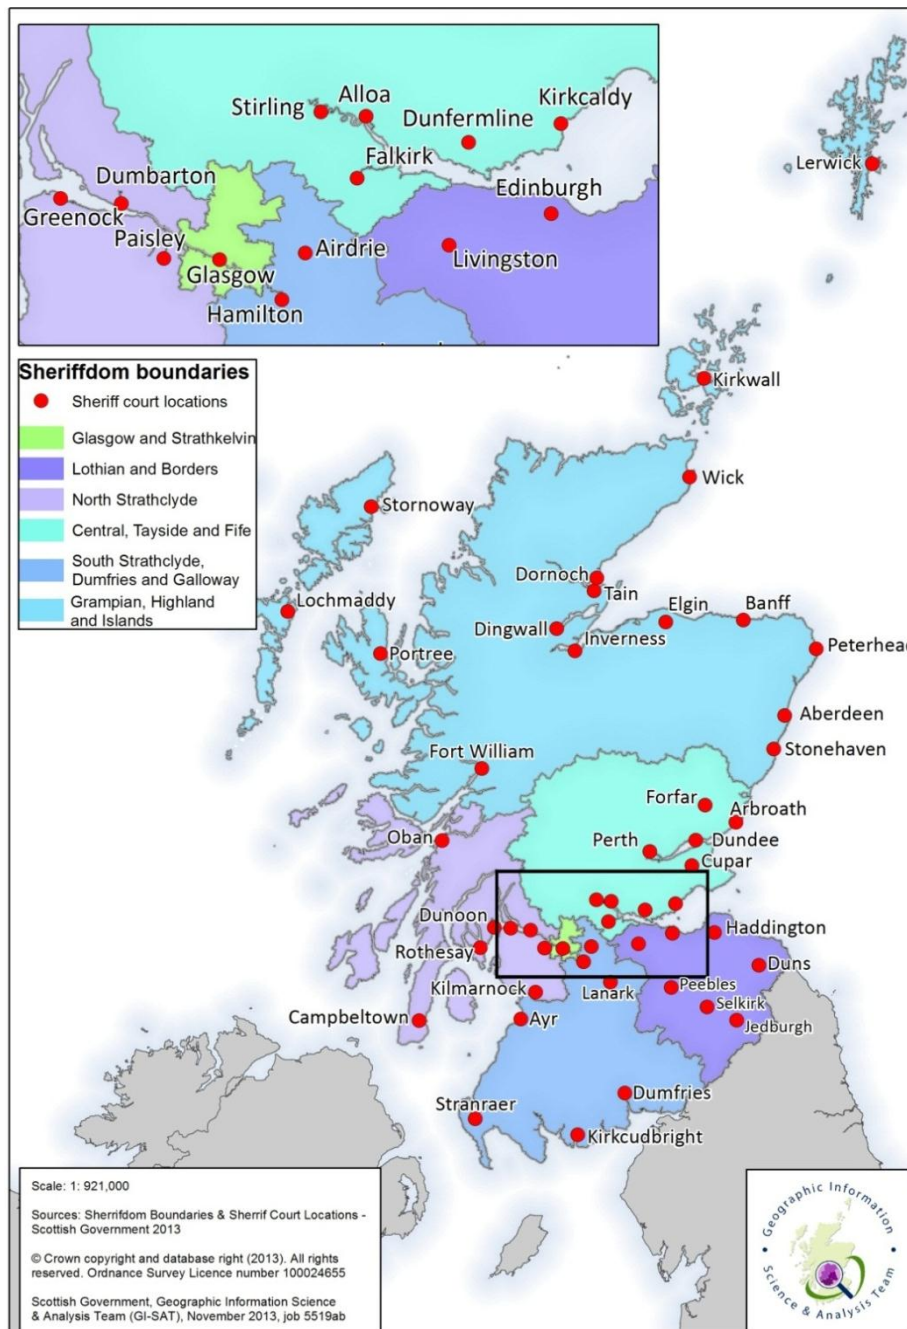 Stirling
Alloa
Dunfermline
Kirkcaldy
Falkirk
Dumbarton
Edinburgh
Greenock
Paisley
Airdrie
Livingston
Glasgow
Hamilton
Lerwick
Sheriffdom boundaries
Sheriff court locations
Glasgow and Strathkelvin
Lothian and Borders
North Strathclyde
Central, Tayside and Fife
South Strathclyde,
Dumfries and Galloway
Grampian, Highland
and Islands
Kirkwall
Wick
Stornoway
Dornoch
Tain
Lochmaddy
Elgin
Banff
Dingwall
Inverness
Portree
Peterhead
Aberdeen
Stonehaven
Fort William
Forfar
Arbroath
Oban
Perth
Dundee
Cupar
Dunoon
Haddington
Rothesay
Duns
Kilmarnock
Lanark
Peebles
Selkirk
Campbeltown
Ayr
Jedburgh
Dumfries
Stranraer
Kirkcudbright
Scale: 1: 921,000
Sources: Sherrifdom Boundaries & Sherrif Court Locations -
Scottish Government 2013
© Crown copyright and database right (2013). All rights
reserved. Ordnance Survey Licence number 100024655
Scottish Government, Geographic Information Science
& Analysis Team (GI-SAT), November 2013, job 5519ab
• Geographic Information •
Science & Analysis Team